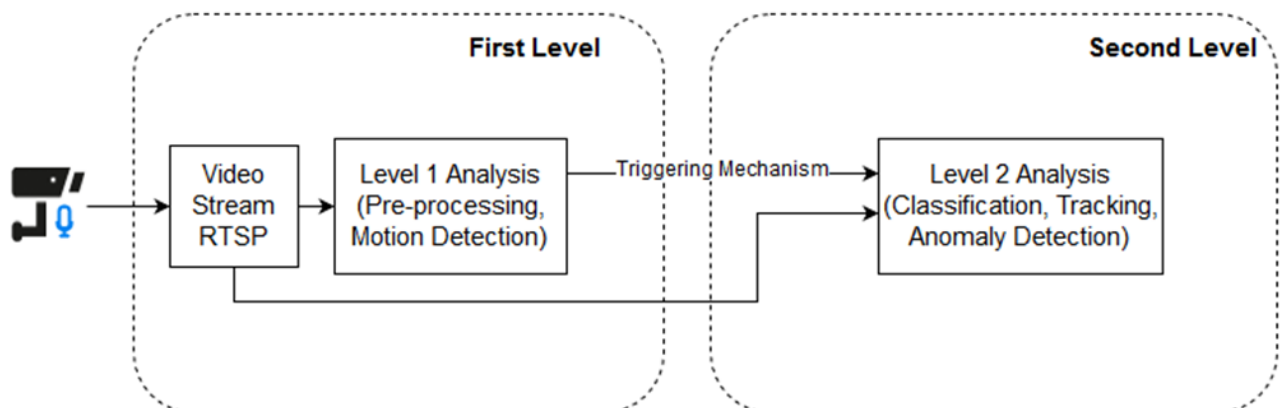 First Level
Second Level
Video
Stream
RTSP
Level 1 Analysis
(Pre-processing,
Motion Detection)
Triggering Mechanism
Level 2 Analysis
(Classification, Tracking,
Anomaly Detection)